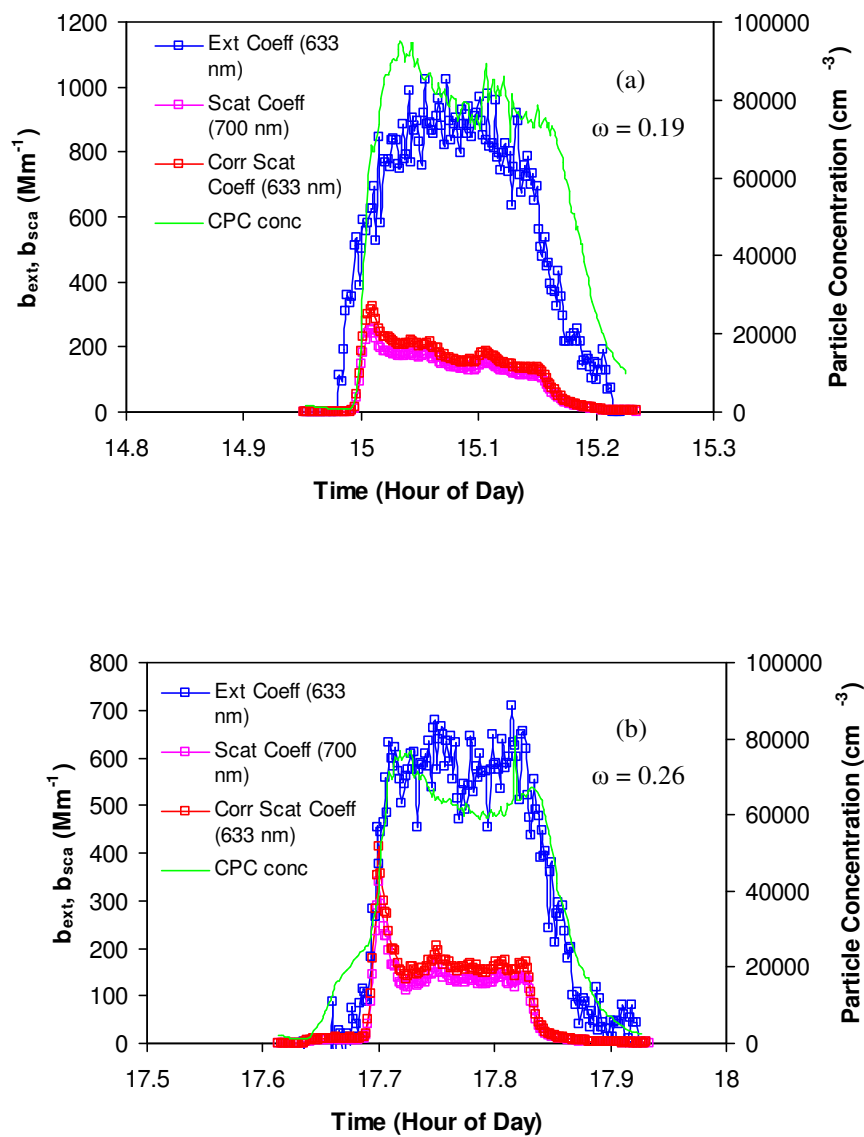 1200
1000
800
600
400
200
0
b_ext, b_sca (Mm⁻¹)
Ext Coeff (633
nm)
Scat Coeff
(700 nm)
Corr Scat
Coeff (633 nm)
CPC conc
(a)
ω = 0.19
100000
80000
60000
40000
20000
0
Particle Concentration (cm⁻³)
14.8 14.9 15 15.1 15.2 15.3
Time (Hour of Day)
800
700
600
500
400
300
200
100
0
b_ext, b_sca (Mm⁻¹)
Ext Coeff (633
nm)
Scat Coeff (700
nm)
Corr Scat Coeff
(633 nm)
CPC conc
(b)
ω = 0.26
100000
80000
60000
40000
20000
0
Particle Concentration (cm⁻³)
17.5 17.6 17.7 17.8 17.9 18
Time (Hour of Day)